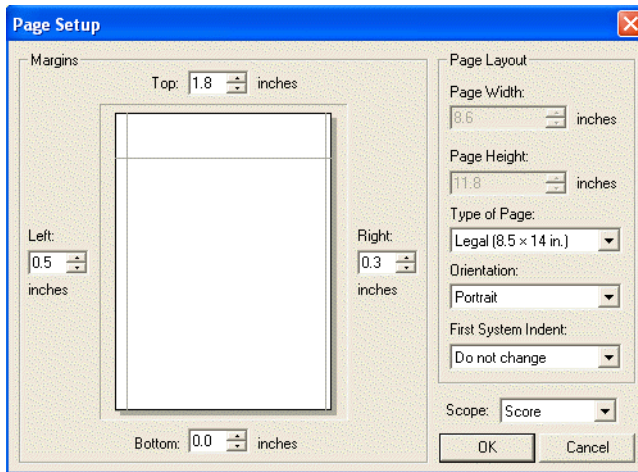 Page Setup
Margins
Top: 1.8 inches
Left:
0.5
inches
Right:
0.3
inches
Bottom: 0.0 inches
Page Layout
Page Width:
8.6 inches
Page Height:
11.8 inches
Type of Page:
Legal (8.5 × 14 in.)
Orientation:
Portrait
First System Indent:
Do not change
Scope: Score
OK Cancel